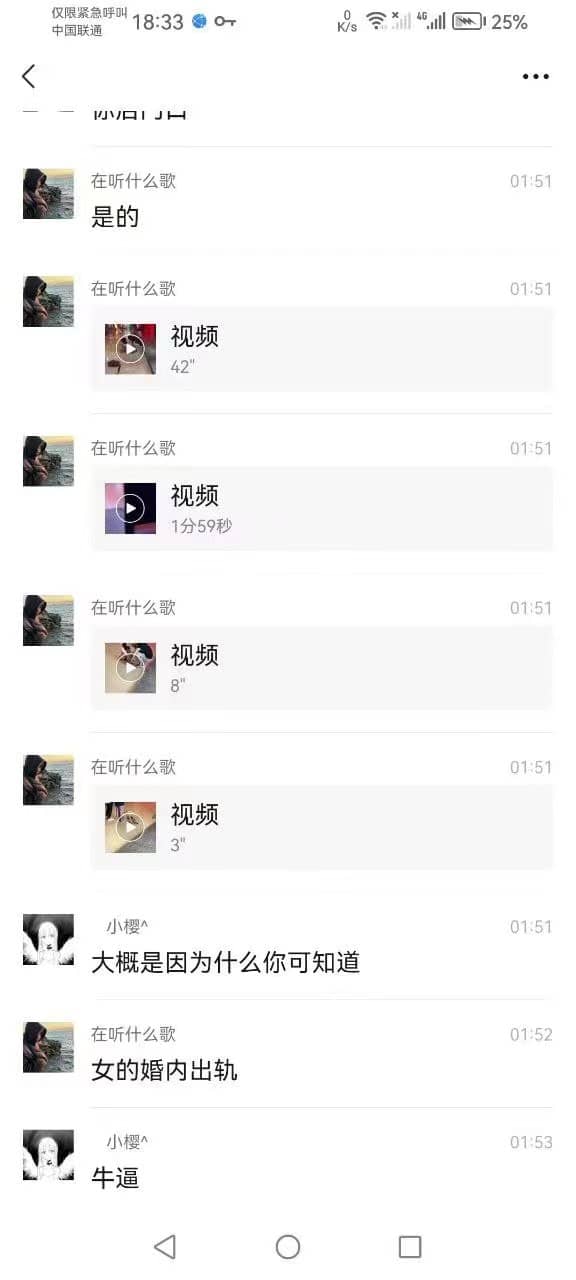 仅限紧急呼叫
中国联通
18:33
0
K/s
4G
25%
在听什么歌
01:51
是的
在听什么歌
01:51
视频
42"
在听什么歌
01:51
视频
1分59秒
在听什么歌
01:51
视频
8"
在听什么歌
01:51
视频
3"
小樱^
01:51
大概是因为什么你可知道
在听什么歌
01:52
女的婚内出轨
小樱^
01:53
牛逼